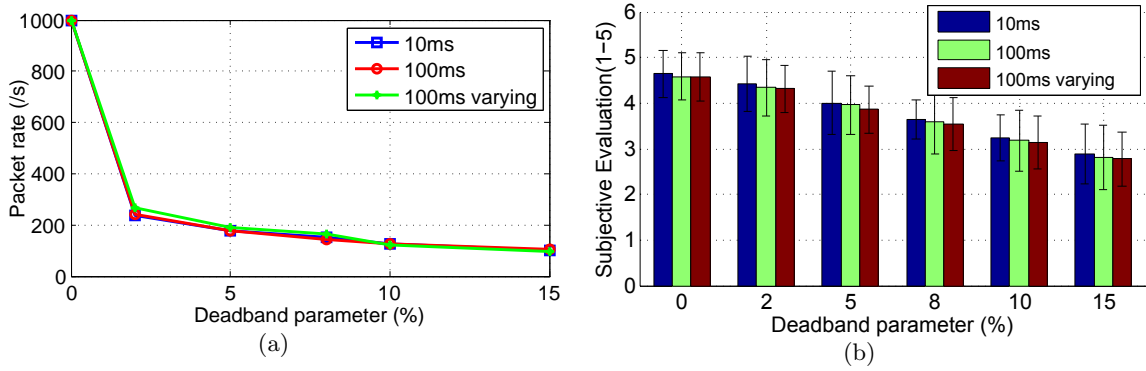 1000
800
600
400
200
0
Packet rate (/s)
0 5 10 15
Deadband parameter (%)
10ms
100ms
100ms varying
(a)
6
5
4
3
2
1
0
Subjective Evaluation(1−5)
0 2 5 8 10 15
Deadband parameter (%)
10ms
100ms
100ms varying
(b)